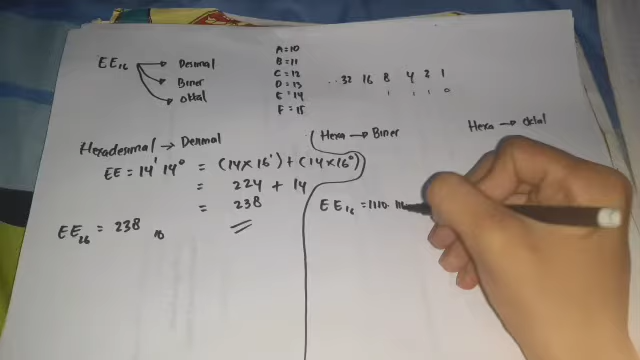 EE16 → Desimal
→ Biner
→ Oktal
A=10
B=11
C=12
D=13
E=14
F=15
.. 32 16 8 4 2 1
1 1 1 0
Hexadesimal → Desimal
EE = 14¹ 14⁰ = (14×16¹)+(14×16⁰)
= 224 + 14
= 238
EE26 = 238 10
Hexa → Biner
EE16 = 1110. 11
Hexa → Oktal